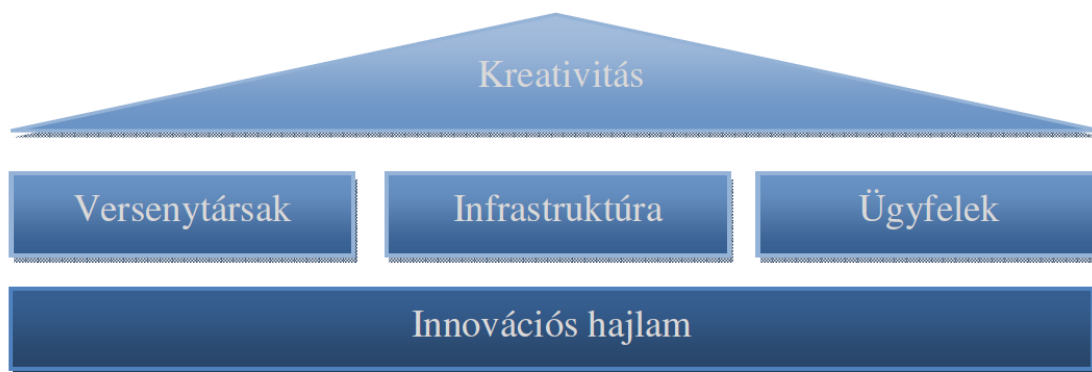 Kreativitás
Versenytársak
Infrastruktúra
Ügyfelek
Innovációs hajlam